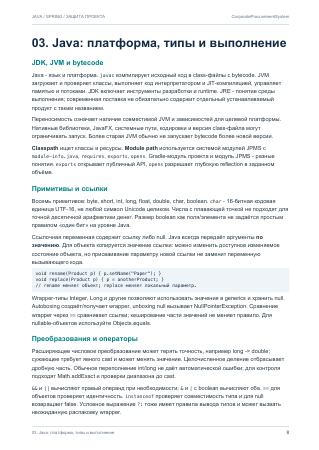 JAVA / SPRING / ЗАЩИТА ПРОЕКТА CorporateProcurementSystem
03. Java: платформа, типы и выполнение
JDK, JVM и bytecode
Java - язык и платформа. javac компилирует исходный код в class-файлы с bytecode. JVM
загружает и проверяет классы, выполняет код интерпретатором и JIT-компиляцией, управляет
памятью и потоками. JDK включает инструменты разработки и runtime. JRE - понятие среды
выполнения; современная поставка не обязательно содержит отдельный устанавливаемый
продукт с таким названием.
Переносимость означает наличие совместимой JVM и зависимостей для целевой платформы.
Нативные библиотеки, JavaFX, системные пути, кодировки и версия class-файла могут
ограничивать запуск. Более старая JVM обычно не запускает bytecode более новой версии.
Classpath ищет классы и ресурсы. Module path используется системой модулей JPMS с
module-info.java, requires, exports, opens. Gradle-модуль проекта и модуль JPMS - разные
понятия. exports открывает публичный API, opens разрешает глубокую reflection в заданном
объёме.
Примитивы и ссылки
Восемь примитивов: byte, short, int, long, float, double, char, boolean. char - 16-битная кодовая
единица UTF-16, не любой символ Unicode целиком. Числа с плавающей точкой не подходят для
точной десятичной арифметики денег. Размер boolean как поля/элемента не задаётся простым
правилом «один бит» на уровне Java.
Ссылочная переменная содержит ссылку либо null. Java всегда передаёт аргументы по
значению. Для объекта копируется значение ссылки: можно изменить доступное изменяемое
состояние объекта, но присваивание параметру новой ссылки не заменит переменную
вызывающего кода.
void rename(Product p) { p.setName("Paper"); }
void replace(Product p) { p = anotherProduct; }
// rename меняет объект; replace меняет локальный параметр.
Wrapper-типы Integer, Long и другие позволяют использовать значения в generics и хранить null.
Autoboxing создаёт/получает wrapper, unboxing null вызывает NullPointerException. Сравнение
wrapper через == сравнивает ссылки; кеширование части значений не меняет правило. Для
nullable-объектов используйте Objects.equals.
Преобразования и операторы
Расширяющее числовое преобразование может терять точность, например long -> double;
сужающее требует явного cast и может менять значение. Целочисленное деление отбрасывает
дробную часть. Обычное переполнение int/long не даёт автоматической ошибки; для контроля
подходят Math.addExact и проверки диапазона до cast.
&& и || вычисляют правый операнд при необходимости; & и | с boolean вычисляют оба. == для
объектов проверяет идентичность. instanceof проверяет совместимость типа и для null
возвращает false. Условное выражение ?: тоже имеет правила вывода типов и может вызвать
неожиданную распаковку wrapper.
03. Java: платформа, типы и выполнение 8